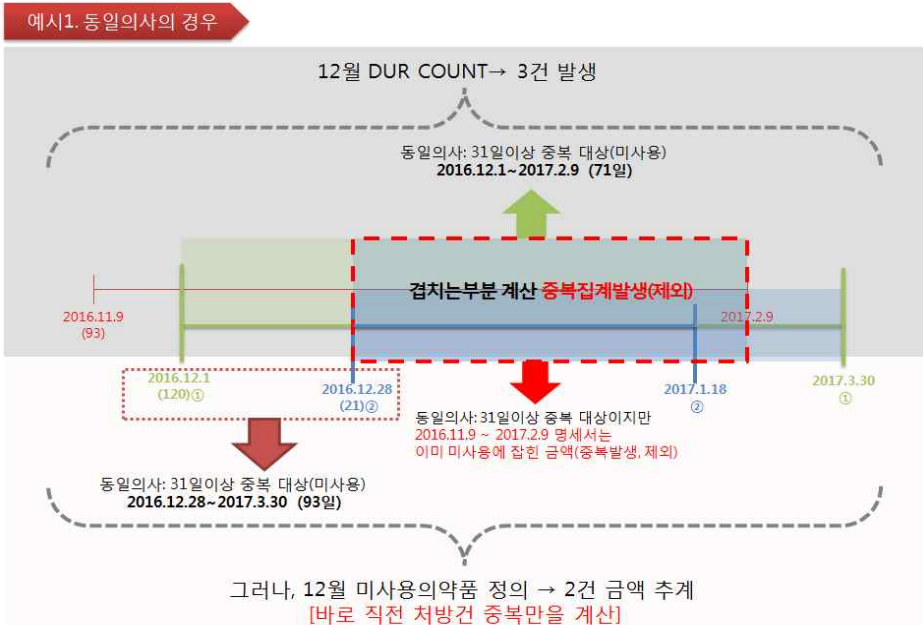 예시1. 동일의사의 경우
12월 DUR COUNT→ 3건 발생
동일의사: 31일이상 중복 대상(미사용)
2016.12.1~2017.2.9 (71일)
겹치는부분 계산 중복집계발생(제외)
2016.11.9
(93)
2017.2.9
2016.12.1
(120)①
2016.12.28
(21)②
2017.1.18
②
2017.3.30
①
동일의사: 31일이상 중복 대상이지만
2016.11.9 ~ 2017.2.9 명세서는
이미 미사용에 잡힌 금액(중복발생, 제외)
동일의사: 31일이상 중복 대상(미사용)
2016.12.28~2017.3.30 (93일)
그러나, 12월 미사용의약품 정의 → 2건 금액 추계
[바로 직전 처방건 중복만을 계산]